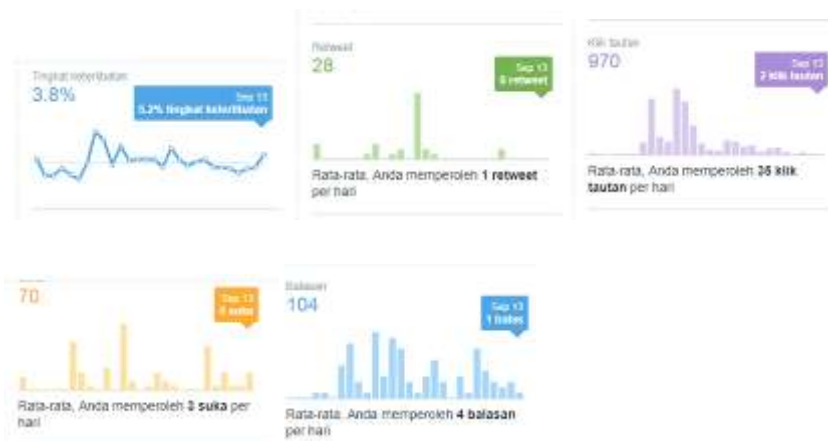 Tingkat keterlibatan
3.8%
Sep 13
5.2% tingkat keterlibatan
Retweet
28
Sep 13
0 retweet
Rata-rata, Anda memperoleh 1 retweet
per hari
Klik tautan
970
Sep 13
2 klik tautan
Rata-rata, Anda memperoleh 35 klik
tautan per hari
70
Sep 13
suka
Rata-rata, Anda memperoleh 3 suka per
hari
Balasan
104
Sep 13
1 balas
Rata-rata, Anda memperoleh 4 balasan
per hari